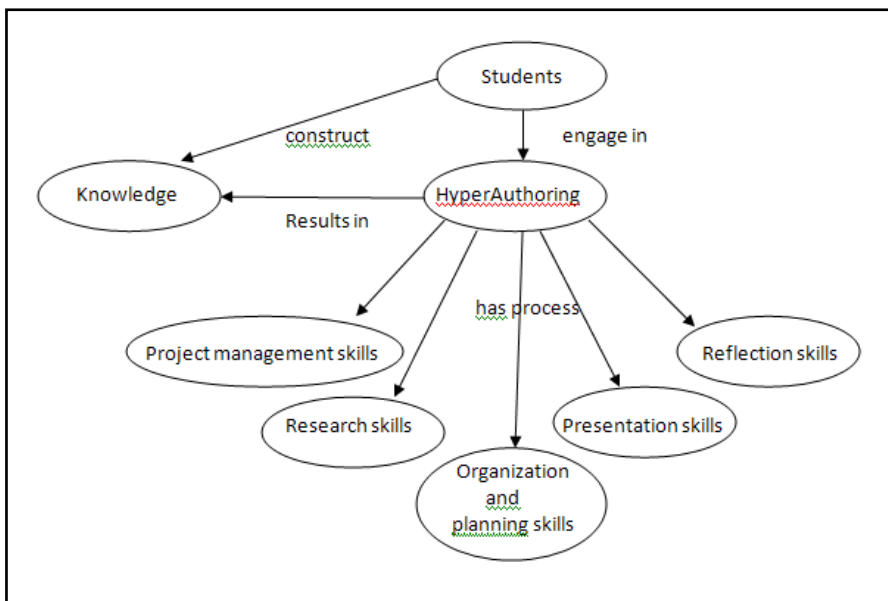 Students
construct
engage in
Knowledge
HyperAuthoring
Results in
has process
Project management skills
Reflection skills
Research skills
Presentation skills
Organization
and
planning skills